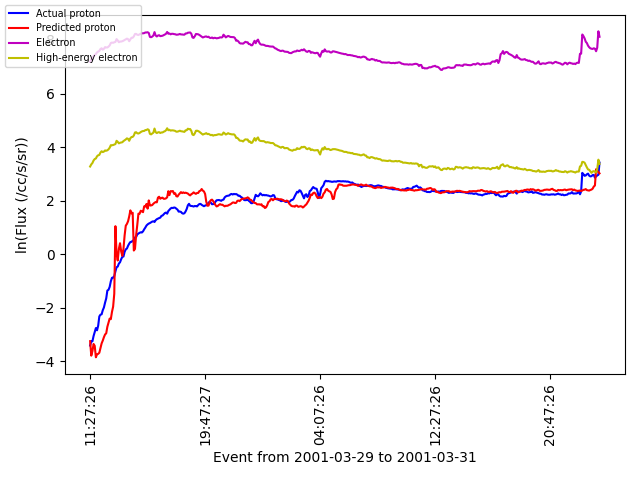 Actual proton
Predicted proton
Electron
High-energy electron
6
4
2
0
−2
−4
ln(Flux (/cc/s/sr))
11:27:26
19:47:27
04:07:26
12:27:26
20:47:26
Event from 2001-03-29 to 2001-03-31